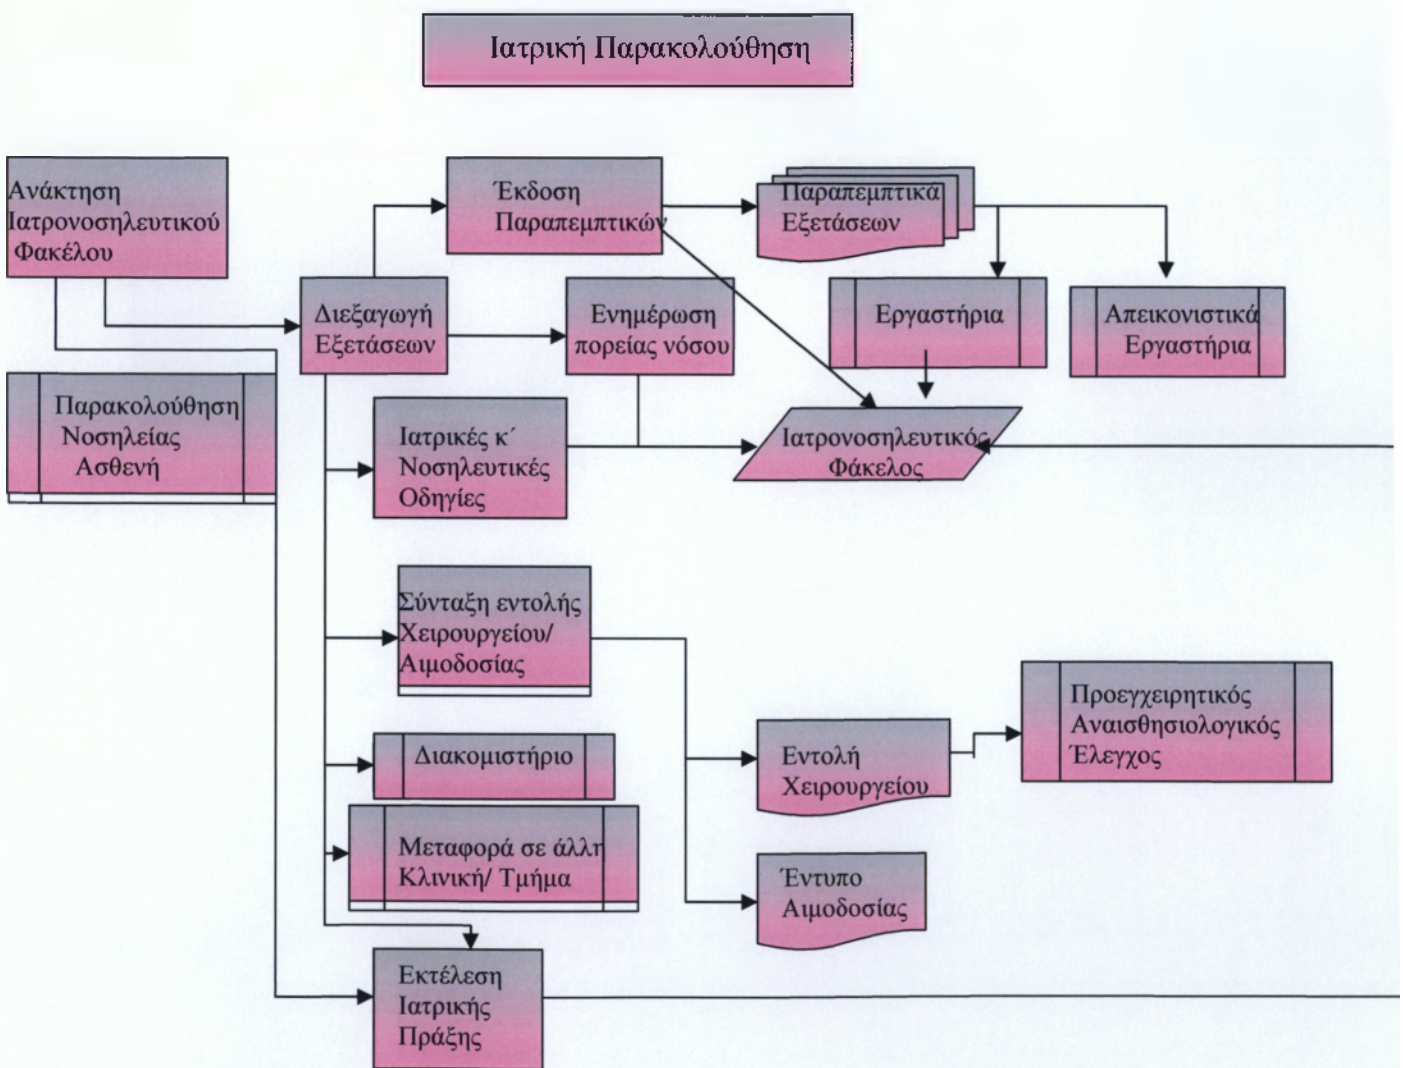 Ιατρική Παρακολούθηση
Ανάκτηση
Ιατρονοσηλευτικού
Φακέλου
Έκδοση
Παραπεμπτικών
Παραπεμπτικά
Εξετάσεων
Διεξαγωγή
Εξετάσεων
Ενημέρωση
πορείας νόσου
Εργαστήρια
Απεικονιστικά
Εργαστήρια
Παρακολούθηση
Νοσηλείας
Ασθενή
Ιατρικές κ΄
Νοσηλευτικές
Οδηγίες
Ιατρονοσηλευτικός
Φάκελος
Σύνταξη εντολής
Χειρουργείου/
Αιμοδοσίας
Προεγχειρητικός
Αναισθησιολογικός
Έλεγχος
Διακομιστήριο
Εντολή
Χειρουργείου
Μεταφορά σε άλλη
Κλινική/ Τμήμα
Έντυπο
Αιμοδοσίας
Εκτέλεση
Ιατρικής
Πράξης